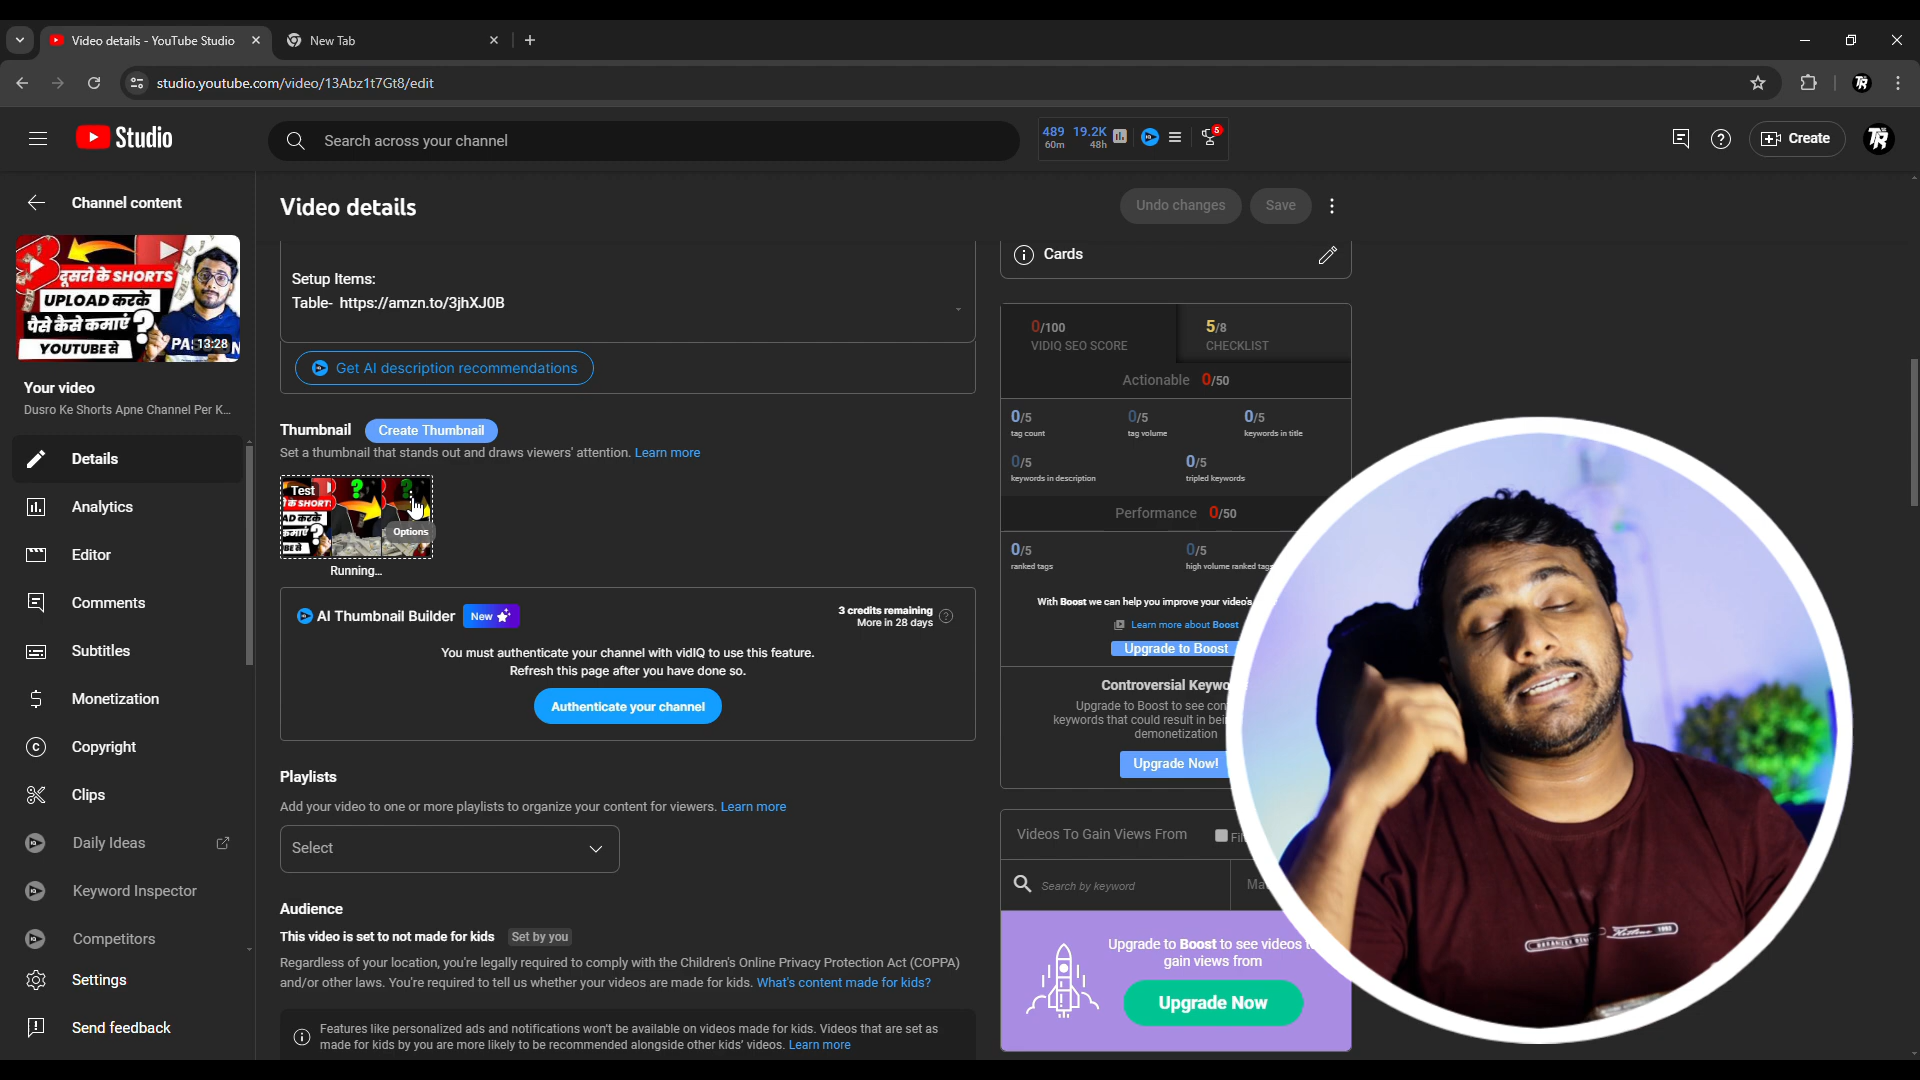 Video details - YouTube Studio
New Tab
studio.youtube.com/video/13Abz1t7Gt8/edit
Studio
Search across your channel
489 19.2K
60m 48h
5
Create
TR
Channel content
दूसरो के SHORTS
UPLOAD करके
पैसे कैसे कमाएं ?
YOUTUBE से
13:28
Your video
Dusro Ke Shorts Apne Channel Per K...
Details
Analytics
Editor
Comments
Subtitles
Monetization
Copyright
Clips
Daily Ideas
Keyword Inspector
Competitors
Settings
Send feedback
Video details
Undo changes
Save
Setup Items:
Table- https://amzn.to/3jhXJ0B
Get AI description recommendations
Thumbnail
Create Thumbnail
Set a thumbnail that stands out and draws viewers' attention. Learn more
Test
Options
Running...
AI Thumbnail Builder
New
3 credits remaining
More in 28 days
You must authenticate your channel with vidIQ to use this feature.
Refresh this page after you have done so.
Authenticate your channel
Playlists
Add your video to one or more playlists to organize your content for viewers. Learn more
Select
Audience
This video is set to not made for kids Set by you
Regardless of your location, you're legally required to comply with the Children's Online Privacy Protection Act (COPPA)
and/or other laws. You're required to tell us whether your videos are made for kids. What's content made for kids?
Features like personalized ads and notifications won't be available on videos made for kids. Videos that are set as
made for kids by you are more likely to be recommended alongside other kids' videos. Learn more
Cards
0/100
VIDIQ SEO SCORE
5/8
CHECKLIST
Actionable 0/50
0/5 0/5 0/5
tag count tag volume keywords in title
0/5 0/5
keywords in description tripled keywords
Performance 0/50
0/5 0/5
ranked tags high volume ranked tags
With Boost we can help you improve your video's
Learn more about Boost
Upgrade to Boost
Controversial Keywo
Upgrade to Boost to see con
keywords that could result in bei
demonetization
Upgrade Now!
Videos To Gain Views From
Fil
Search by keyword
Ma
Upgrade to Boost to see videos t
gain views from
Upgrade Now